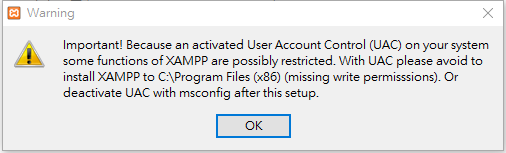 Warning
Important! Because an activated User Account Control (UAC) on your system
some functions of XAMPP are possibly restricted. With UAC please avoid to
install XAMPP to C:\Program Files (x86) (missing write permisssions). Or
deactivate UAC with msconfig after this setup.
OK